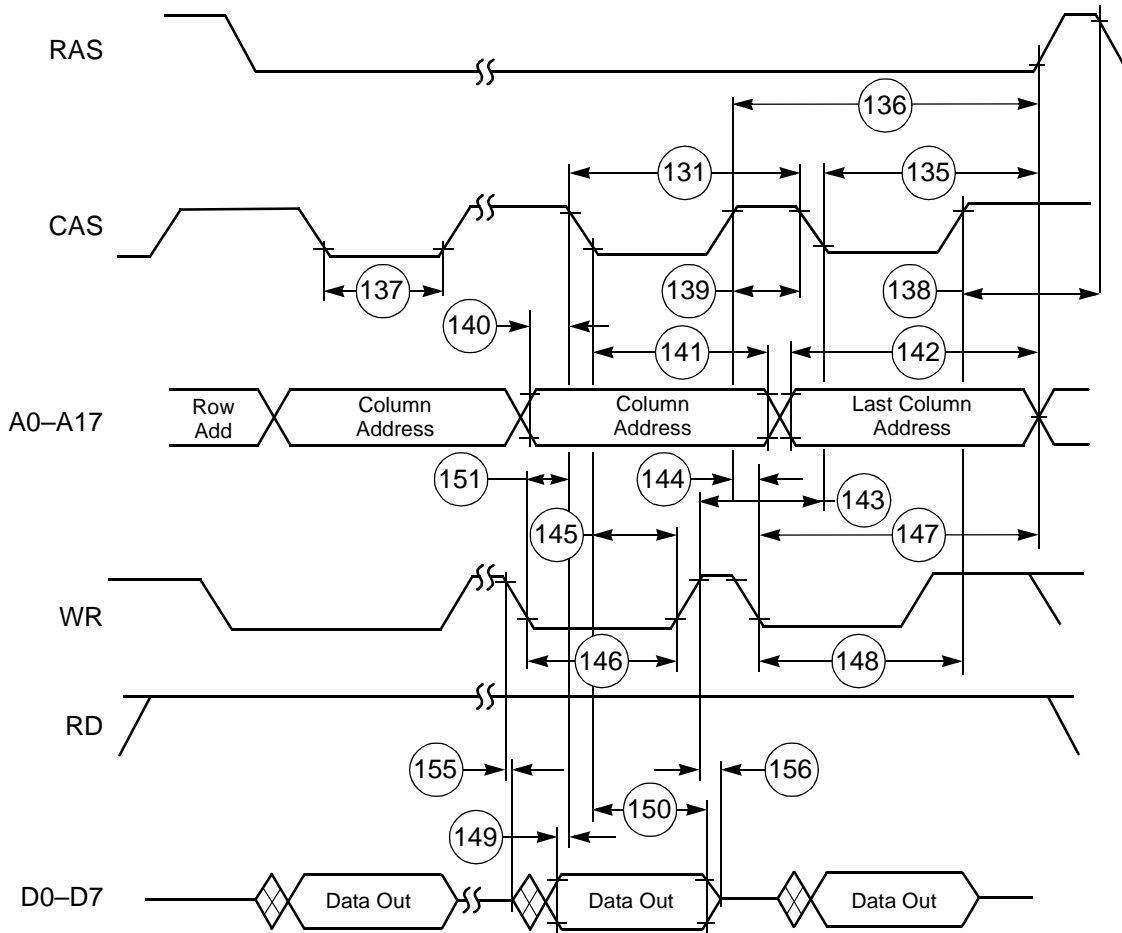 RAS
136
131
135
CAS
137
139
138
140
141
142
A0–A17
Row
Add
Column
Address
Column
Address
Last Column
Address
151
144
143
145
147
WR
146
148
RD
155
156
150
149
D0–D7
Data Out
Data Out
Data Out